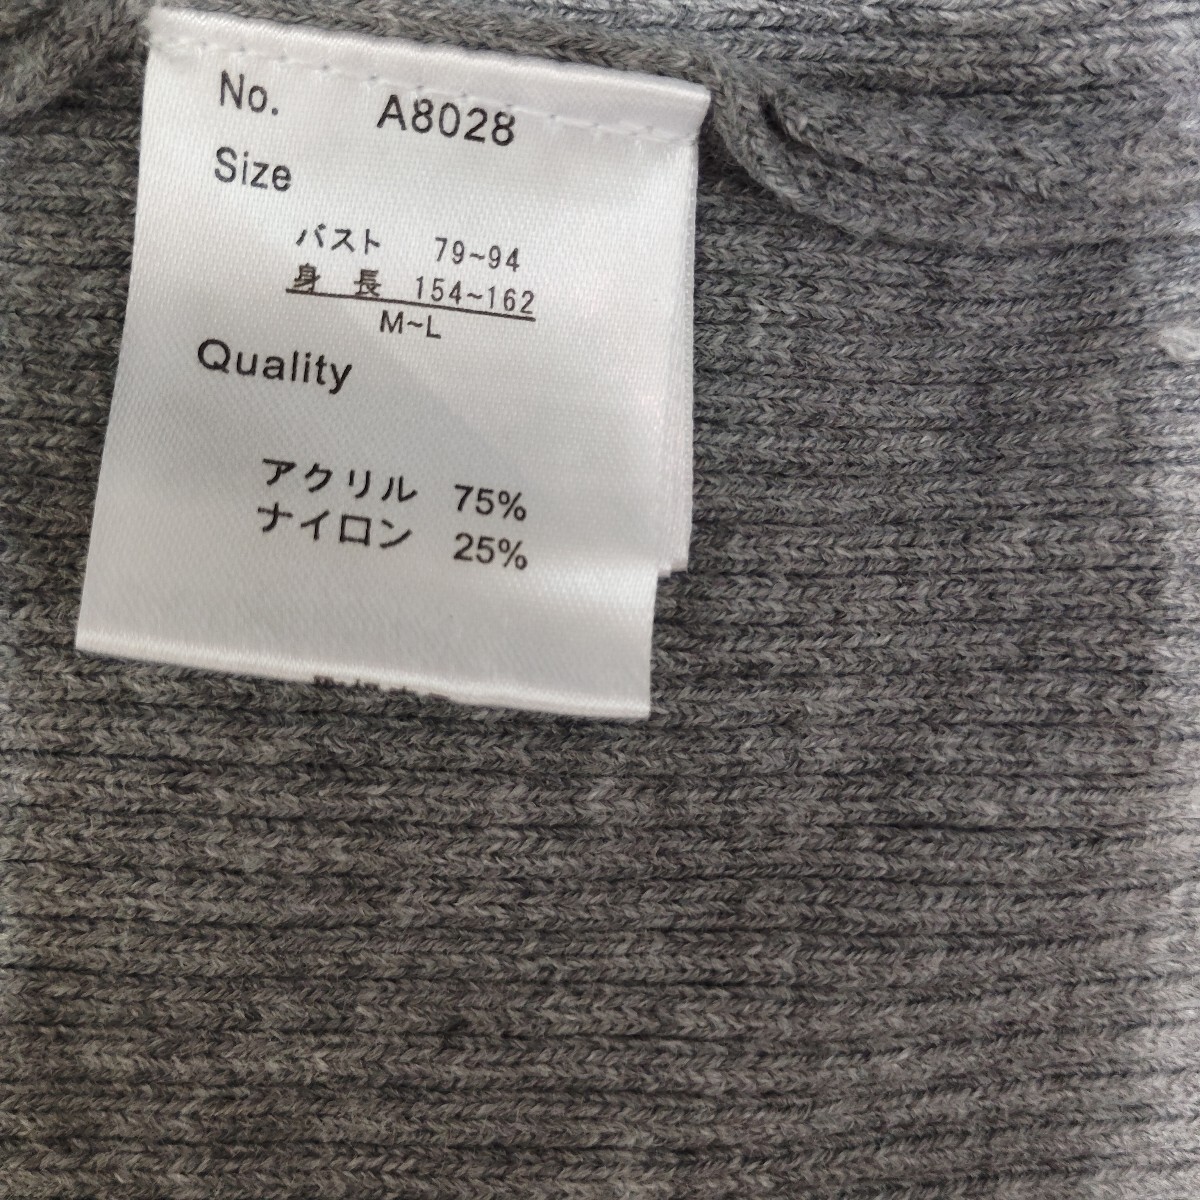 No. A8028
Size
バスト 79~94
身長 154~162
M~L
Quality
アクリル 75%
ナイロン 25%